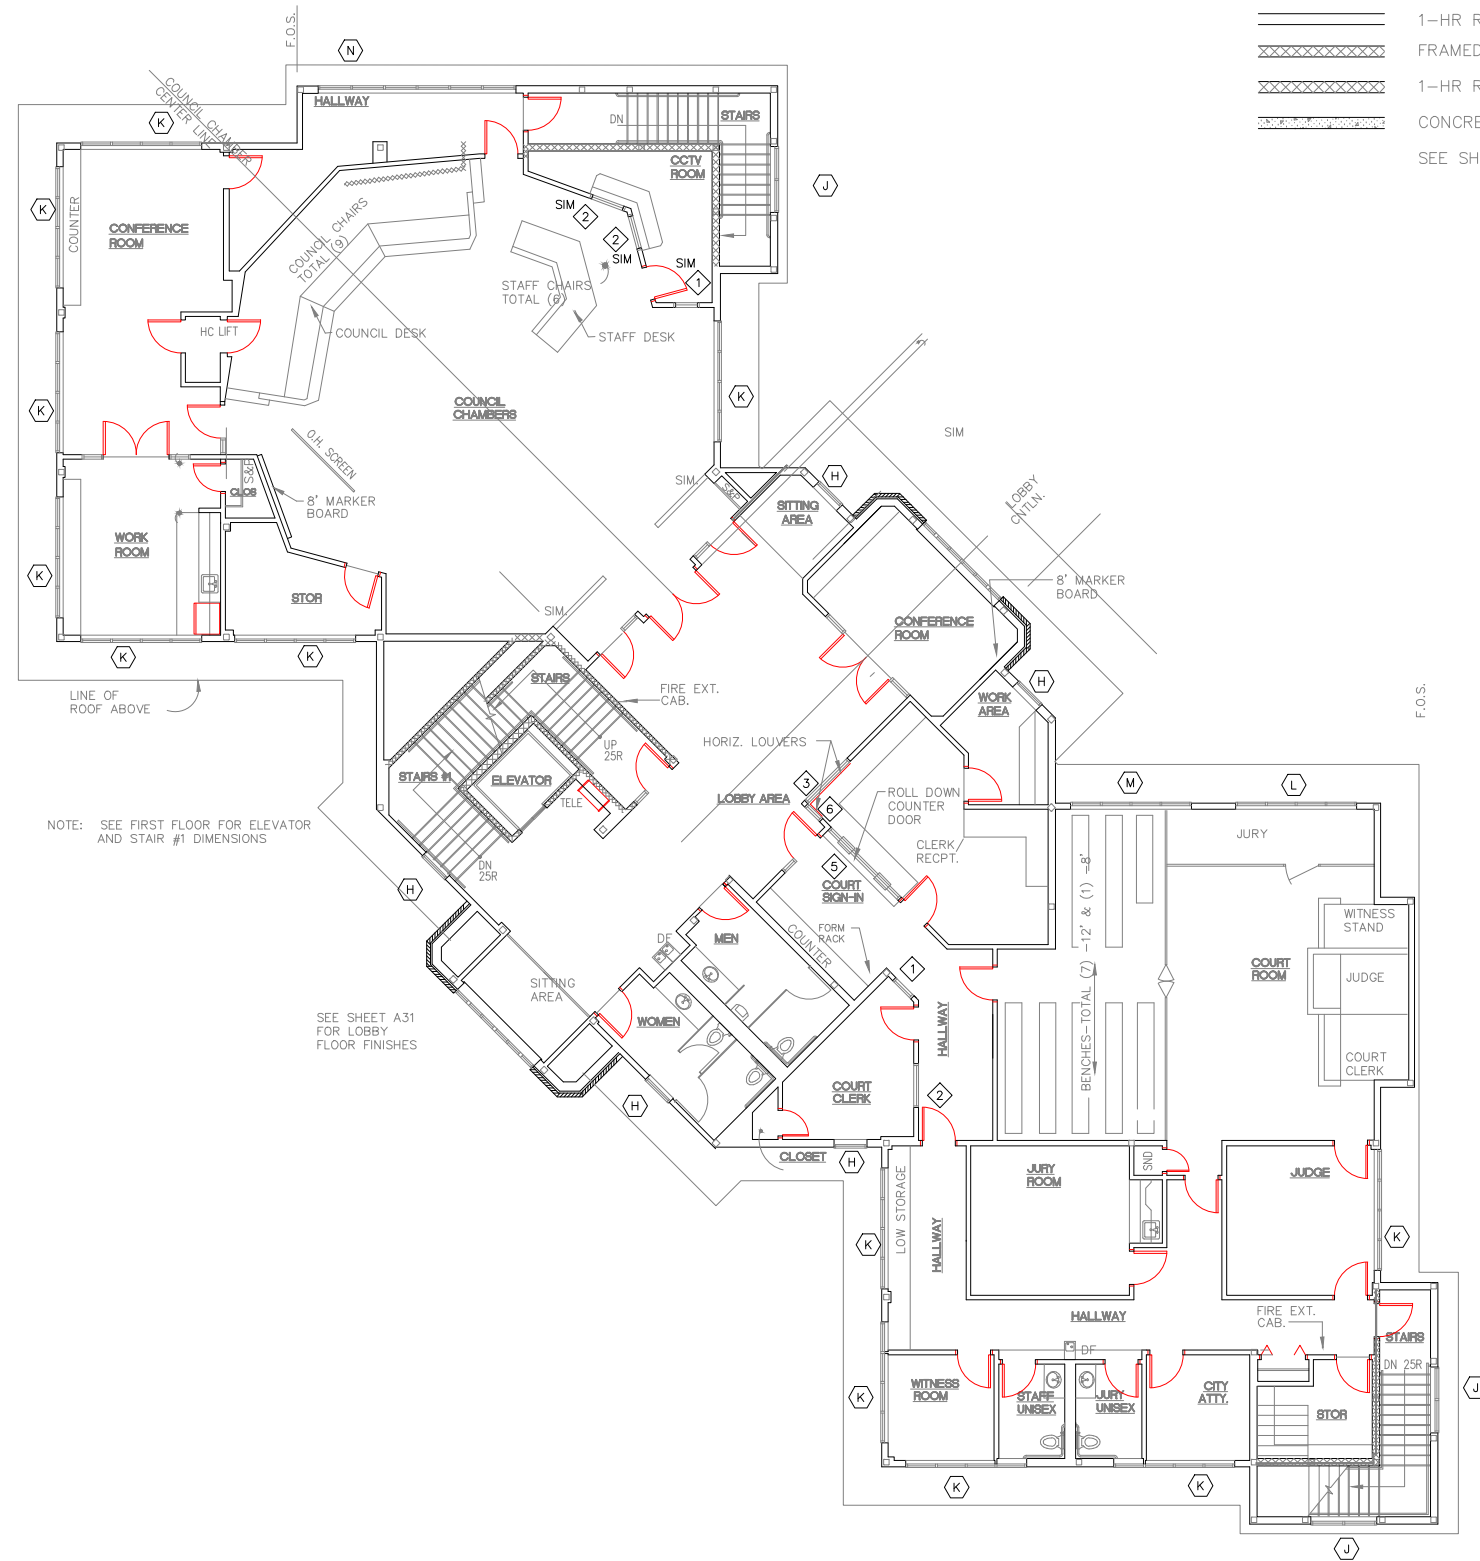 1-HR R
FRAMED
1-HR R
CONCRE
SEE SH
F.O.S.
N
HALLWAY
COUNCIL CHAMBER
CENTER LINE
K
DN
STAIRS
CCTV
ROOM
J
K
COUNTER
CONFERENCE
ROOM
COUNCIL CHAIRS
TOTAL (9)
SIM
2
2
SIM
SIM
1
STAFF CHAIRS
TOTAL (6)
HC LIFT
COUNCIL DESK
STAFF DESK
K
K
COUNCIL
CHAMBERS
O.H. SCREEN
SIM
S&P
CLOS
8' MARKER
BOARD
SIM.
S&P
H
SITTING
AREA
LOBBY
CNTLN.
WORK
ROOM
K
STOR
SIM.
8' MARKER
BOARD
CONFERENCE
ROOM
K
K
STAIRS
FIRE EXT.
CAB.
H
WORK
AREA
LINE OF
ROOF ABOVE
F.O.S.
UP
25R
HORIZ. LOUVERS
STAIRS #1
ELEVATOR
TELE
LOBBY AREA
3
6
ROLL DOWN
COUNTER
DOOR
M
L
NOTE: SEE FIRST FLOOR FOR ELEVATOR
AND STAIR #1 DIMENSIONS
JURY
CLERK/
RECPT.
DN
25R
5
COURT
SIGN-IN
H
BENCHES-TOTAL (7) -12' & (1) -8'
WITNESS
STAND
FORM
RACK
COUNTER
DF
MEN
1
COURT
ROOM
JUDGE
SITTING
AREA
WOMEN
HALLWAY
SEE SHEET A31
FOR LOBBY
FLOOR FINISHES
COURT
CLERK
COURT
CLERK
2
H
CLOSET
H
LOW STORAGE
JURY
ROOM
SND
JUDGE
HALLWAY
K
K
HALLWAY
FIRE EXT.
CAB.
STAIRS
DF
DN 25R
WITNESS
ROOM
STAFF
UNISEX
JURY
UNISEX
CITY
ATTY.
STOR
K
J
K
K
J